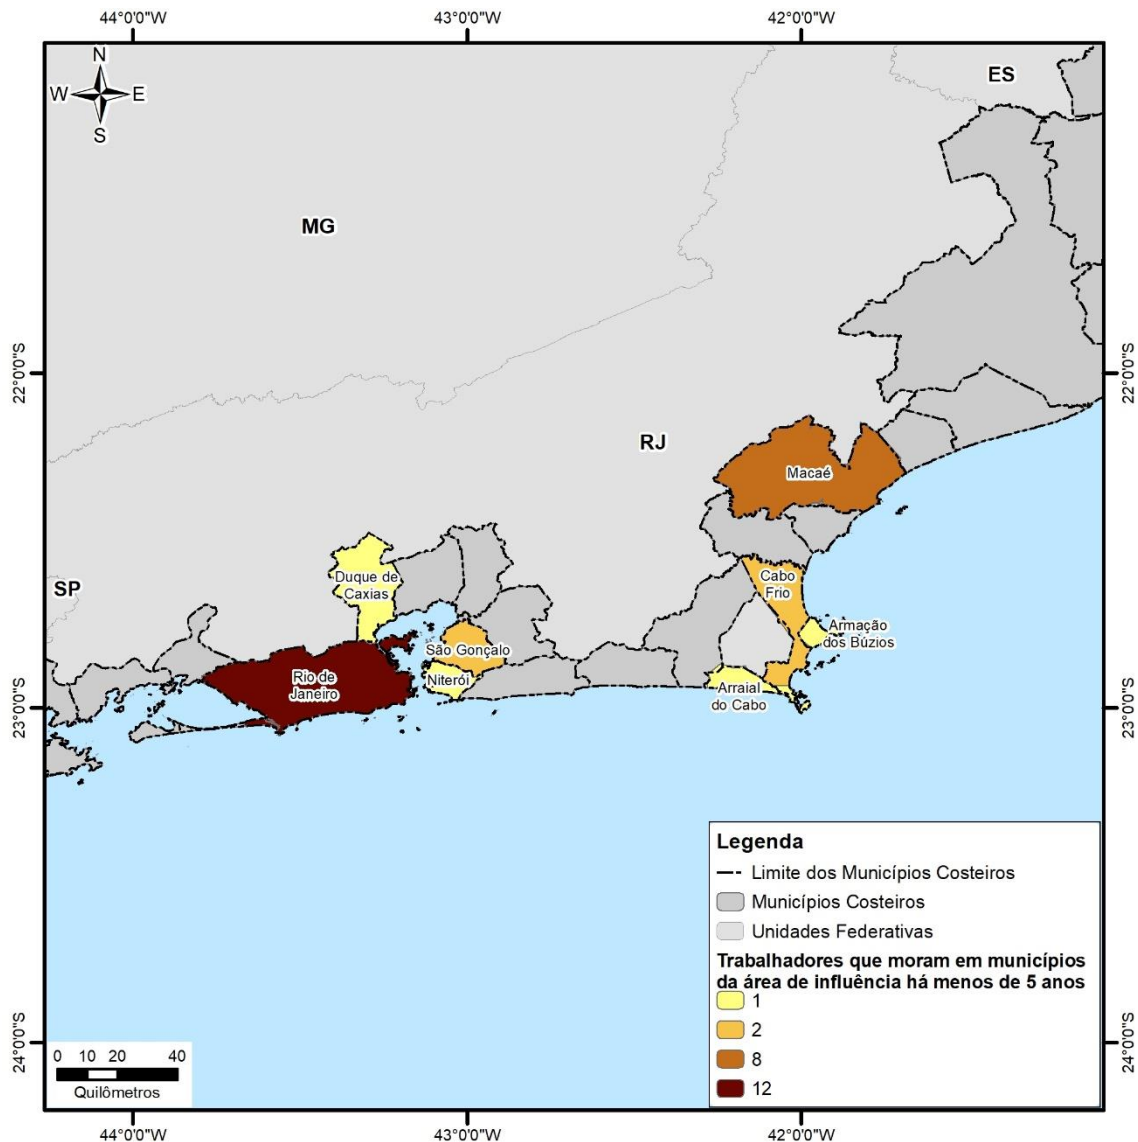 44°0'0"W
43°0'0"W
42°0'0"W
N
W
E
S
ES
MG
22°0'0"S
22°0'0"S
RJ
Macaé
SP
Duque de
Caxias
Cabo
Frio
Armação
dos Búzios
São Gonçalo
Rio de
Janeiro
Niterói
Arraial
do Cabo
23°0'0"S
23°0'0"S
Legenda
Limite dos Municípios Costeiros
Municípios Costeiros
Unidades Federativas
Trabalhadores que moram em municípios
da área de influência há menos de 5 anos
1
2
8
12
24°0'0"S
24°0'0"S
0 10 20 40
Quilômetros
44°0'0"W
43°0'0"W
42°0'0"W